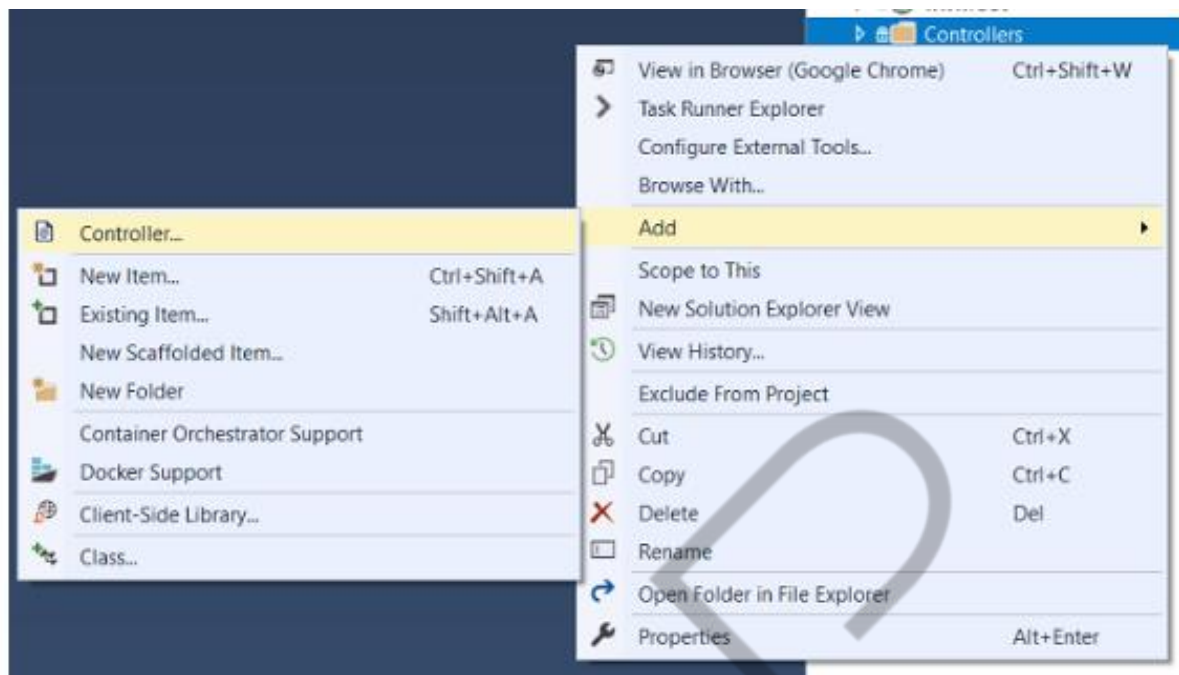 Controllers
View in Browser (Google Chrome) Ctrl+Shift+W
Task Runner Explorer
Configure External Tools...
Browse With...
Add
Scope to This
New Solution Explorer View
View History...
Exclude From Project
Cut Ctrl+X
Copy Ctrl+C
Delete Del
Rename
Open Folder in File Explorer
Properties Alt+Enter
Controller...
New Item... Ctrl+Shift+A
Existing Item... Shift+Alt+A
New Scaffolded Item...
New Folder
Container Orchestrator Support
Docker Support
Client-Side Library...
Class...